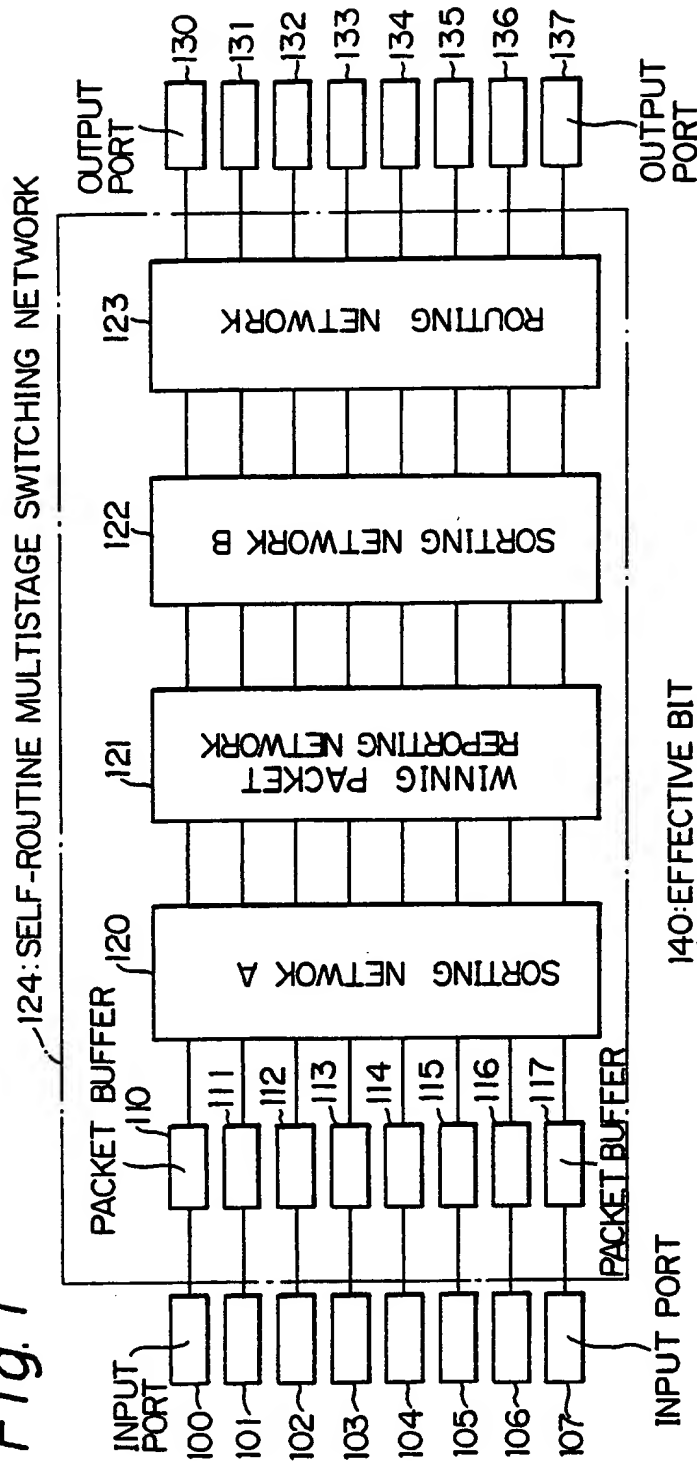 Fig. 1
124: SELF-ROUTINE MULTISTAGE SWITCHING NETWORK
INPUT
PORT
100
101
102
103
104
105
106
107
INPUT PORT
PACKET BUFFER
110
111
112
113
114
115
116
117
PACKET BUFFER
120
SORTING NETWOK A
121
WINNIG PACKET
REPORTING NETWORK
122
SORTING NETWORK B
123
ROUTING NETWORK
OUTPUT
PORT
130
131
132
133
134
135
136
137
OUTPUT
PORT
140: EFFECTIVE BIT